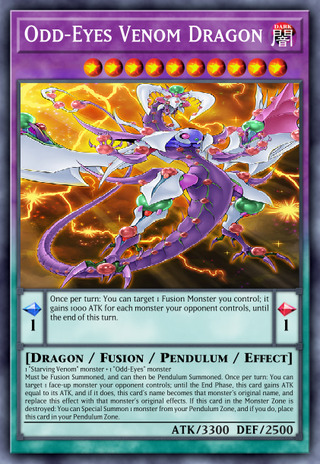 Odd-Eyes Venom Dragon
DARK
闇
Once per turn: You can target 1 Fusion Monster you control; it
gains 1000 ATK for each monster your opponent controls, until
the end of this turn.
1
1
[Dragon / Fusion / Pendulum / Effect]
1 "Starving Venom" monster + 1 "Odd-Eyes" monster
Must be Fusion Summoned, and can then be Pendulum Summoned. Once per turn: You can
target 1 face-up monster your opponent controls; until the End Phase, this card gains ATK
equal to its ATK, and if it does, this card's name becomes that monster's original name, and
replace this effect with that monster's original effects. If this card in the Monster Zone is
destroyed: You can Special Summon 1 monster from your Pendulum Zone, and if you do, place
this card in your Pendulum Zone.
ATK/3300 DEF/2500